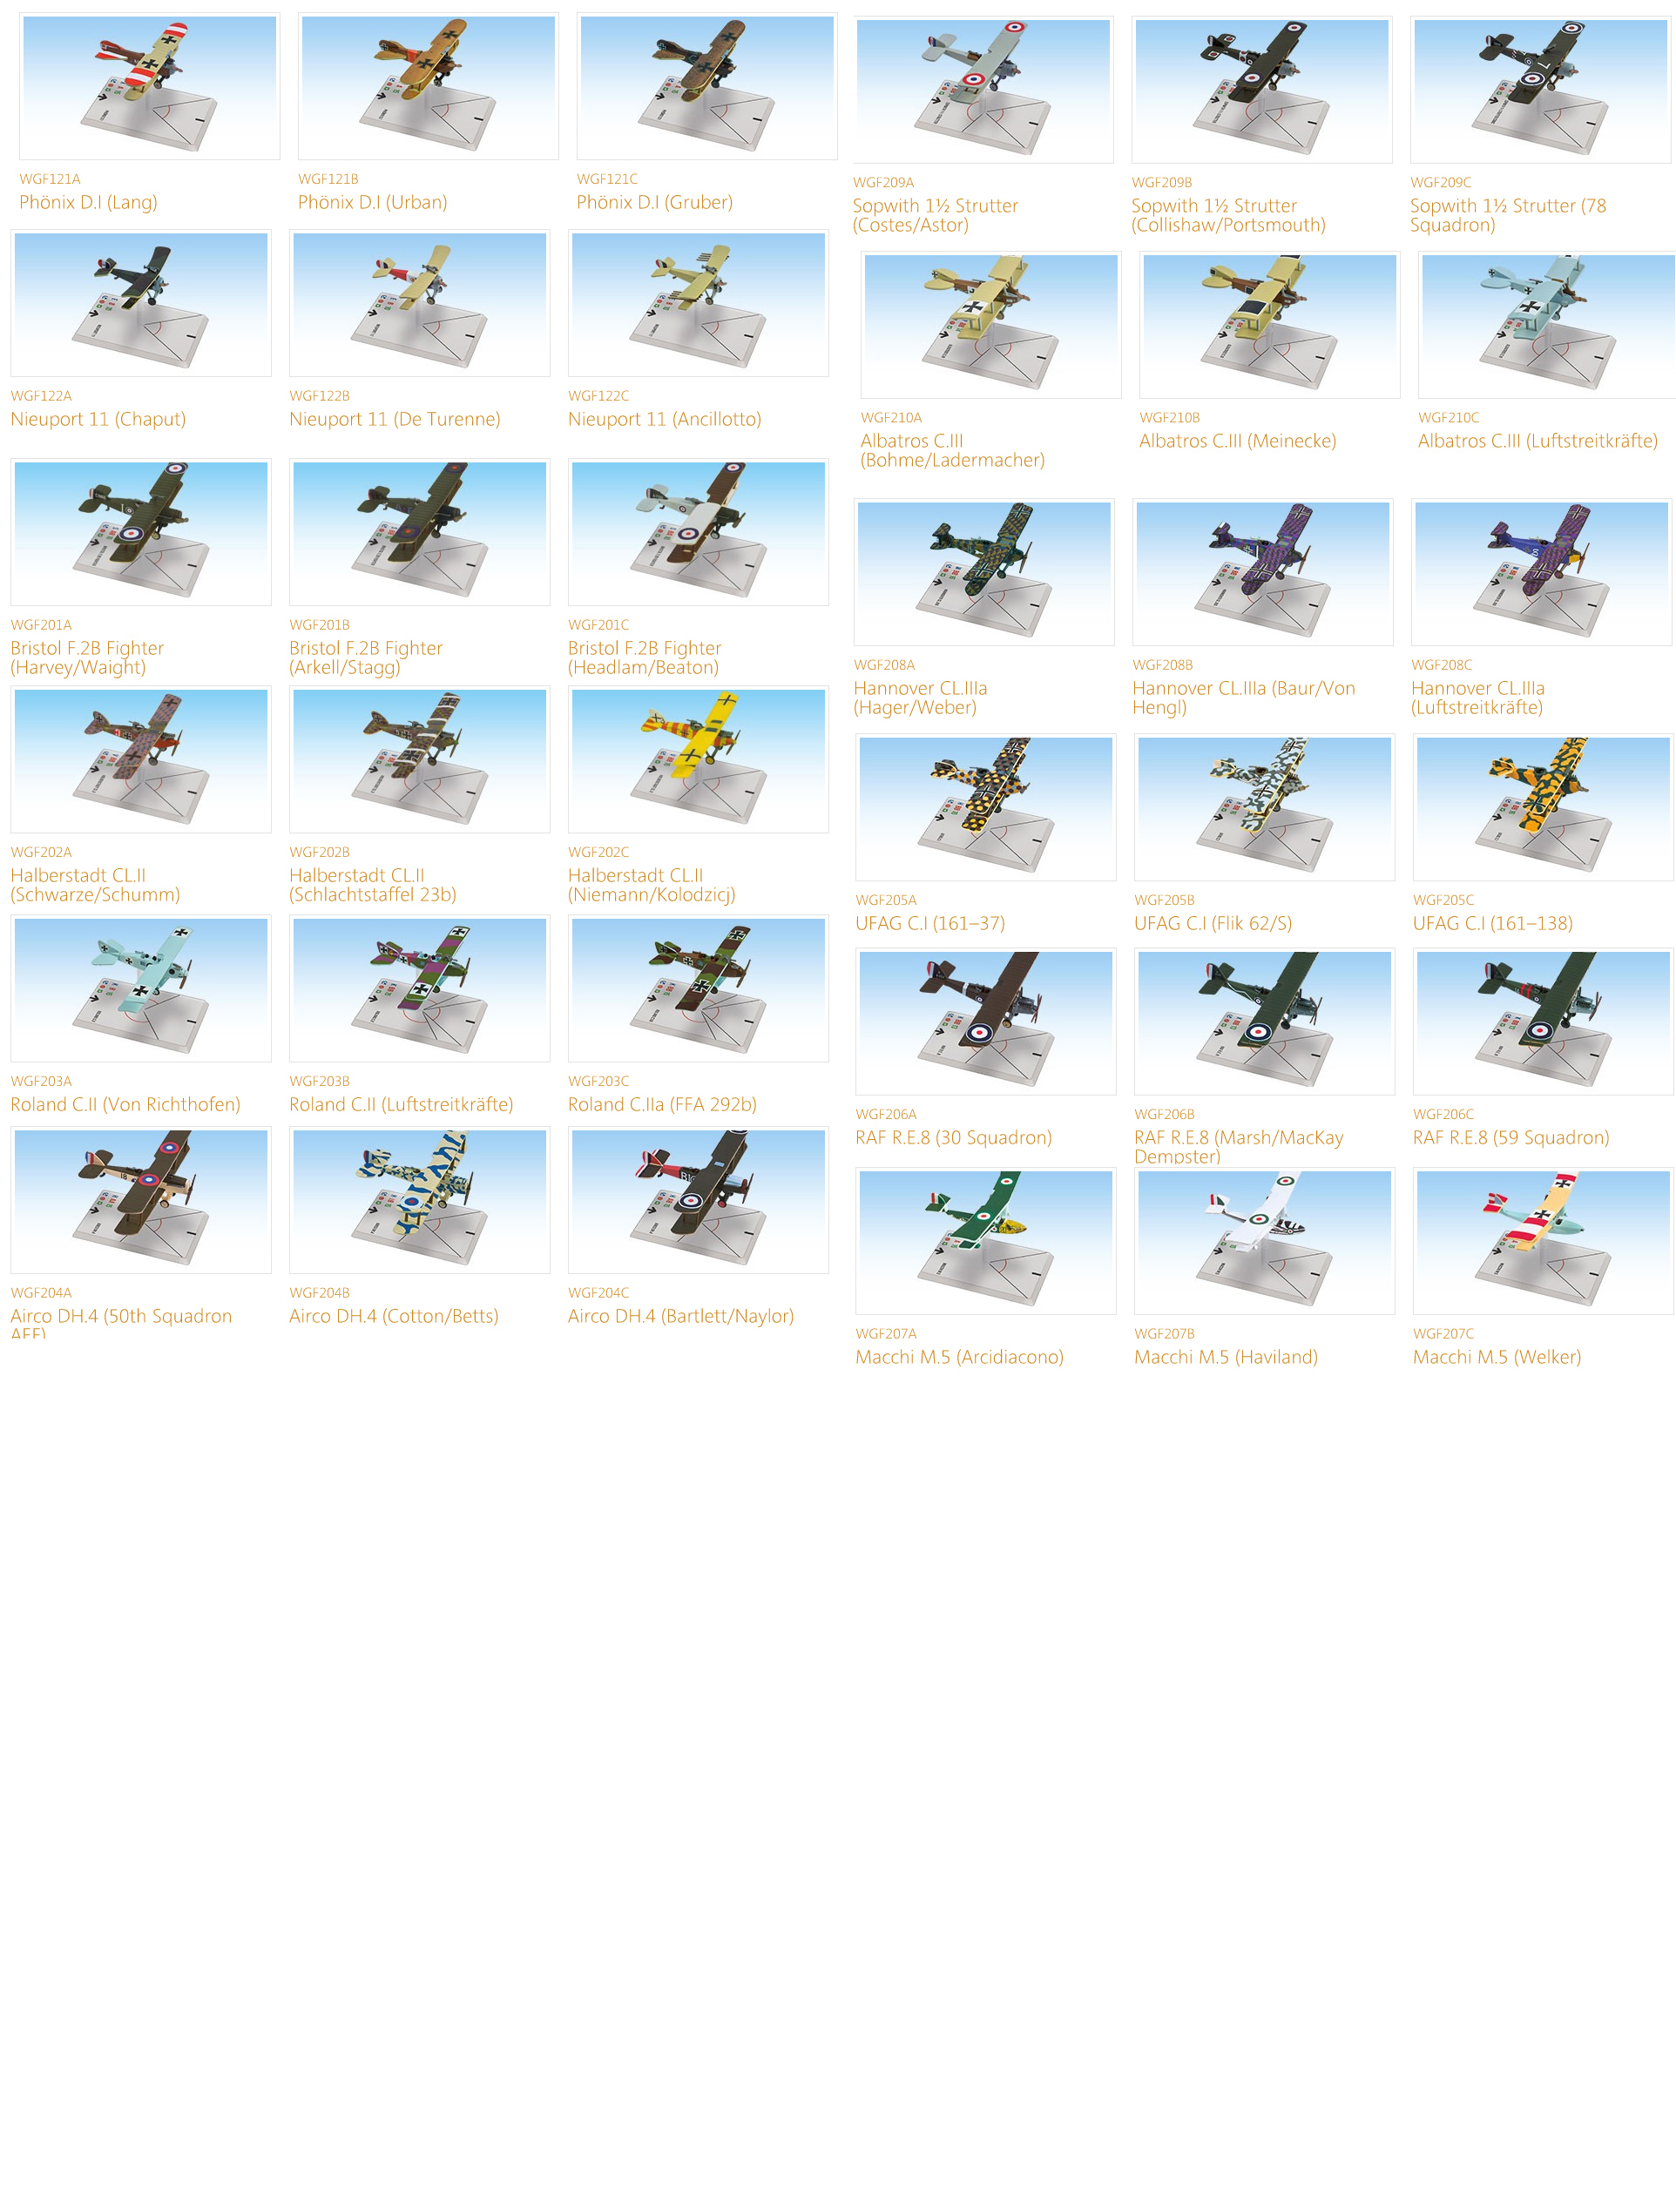 WGF121A
Phönix D.I (Lang)
WGF121B
Phönix D.I (Urban)
WGF121C
Phönix D.I (Gruber)
WGF209A
Sopwith 1½ Strutter
(Costes/Astor)
WGF209B
Sopwith 1½ Strutter
(Collishaw/Portsmouth)
WGF209C
Sopwith 1½ Strutter (78
Squadron)
WGF122A
Nieuport 11 (Chaput)
WGF122B
Nieuport 11 (De Turenne)
WGF122C
Nieuport 11 (Ancillotto)
WGF210A
Albatros C.III
(Bohme/Ladermacher)
WGF210B
Albatros C.III (Meinecke)
WGF210C
Albatros C.III (Luftstreitkräfte)
WGF201A
Bristol F.2B Fighter
(Harvey/Waight)
WGF201B
Bristol F.2B Fighter
(Arkell/Stagg)
WGF201C
Bristol F.2B Fighter
(Headlam/Beaton)
WGF208A
Hannover CL.IIIa
(Hager/Weber)
WGF208B
Hannover CL.IIIa (Baur/Von
Hengl)
WGF208C
Hannover CL.IIIa
(Luftstreitkräfte)
WGF202A
Halberstadt CL.II
(Schwarze/Schumm)
WGF202B
Halberstadt CL.II
(Schlachtstaffel 23b)
WGF202C
Halberstadt CL.II
(Niemann/Kolodzicj)
WGF205A
UFAG C.I (161–37)
WGF205B
UFAG C.I (Flik 62/S)
WGF205C
UFAG C.I (161–138)
WGF203A
Roland C.II (Von Richthofen)
WGF203B
Roland C.II (Luftstreitkräfte)
WGF203C
Roland C.IIa (FFA 292b)
WGF206A
RAF R.E.8 (30 Squadron)
WGF206B
RAF R.E.8 (Marsh/MacKay
Dempster)
WGF206C
RAF R.E.8 (59 Squadron)
WGF204A
Airco DH.4 (50th Squadron
AEF)
WGF204B
Airco DH.4 (Cotton/Betts)
WGF204C
Airco DH.4 (Bartlett/Naylor)
WGF207A
Macchi M.5 (Arcidiacono)
WGF207B
Macchi M.5 (Haviland)
WGF207C
Macchi M.5 (Welker)